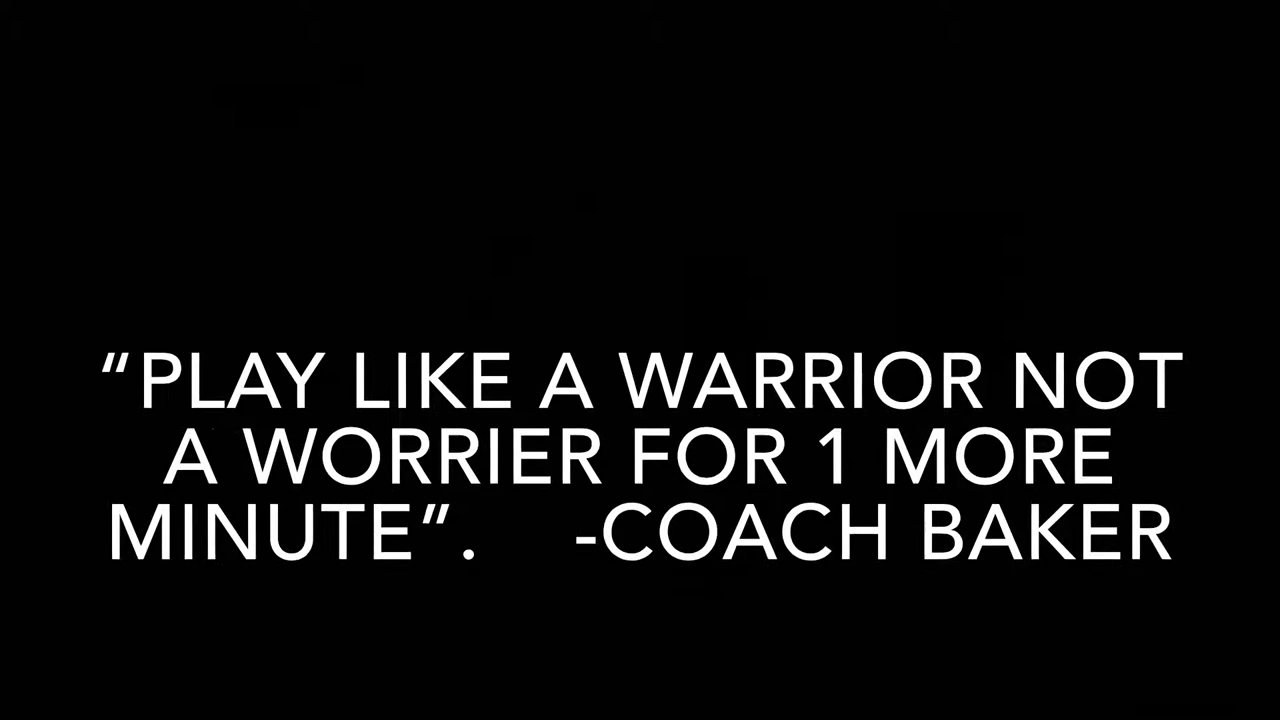 “PLAY LIKE A WARRIOR NOT
A WORRIER FOR 1 MORE
MINUTE”. -COACH BAKER